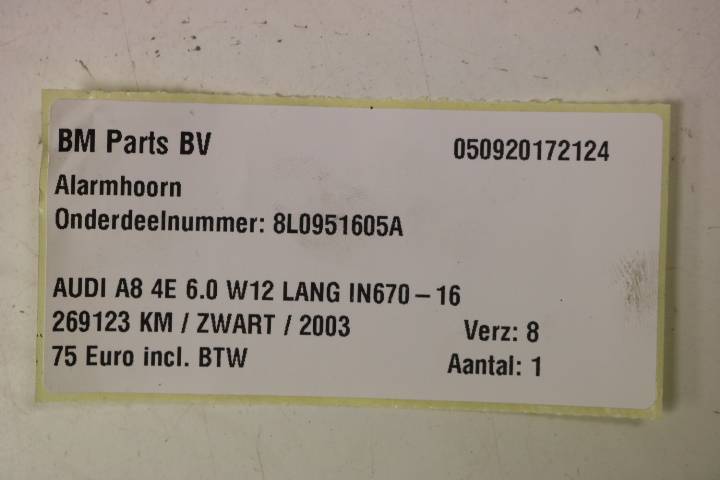 BM Parts BV 050920172124
Alarmhoorn
Onderdeelnummer: 8L0951605A
AUDI A8 4E 6.0 W12 LANG IN670-16
269123 KM / ZWART / 2003 Verz: 8
75 Euro incl. BTW Aantal: 1